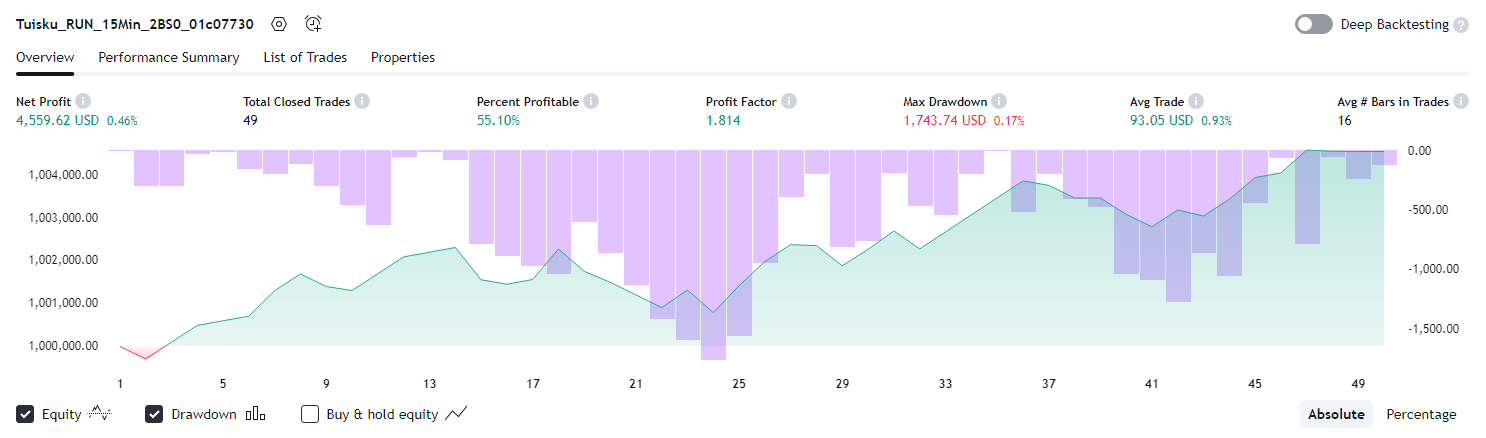 Tuisku_RUN_15Min_2BS0_01c07730 Deep Backtesting ?
Overview Performance Summary List of Trades Properties
Net Profit i Total Closed Trades i Percent Profitable i Profit Factor i Max Drawdown i Avg Trade i Avg # Bars in Trades i
4,559.62 USD 0.46% 49 55.10% 1.814 1,743.74 USD 0.17% 93.05 USD 0.93% 16
0.00
1,004,000.00
1,003,000.00 -500.00
1,002,000.00 -1,000.00
1,001,000.00
1,000,000.00 -1,500.00
1 5 9 13 17 21 25 29 33 37 41 45 49
Equity Drawdown Buy & hold equity Absolute Percentage